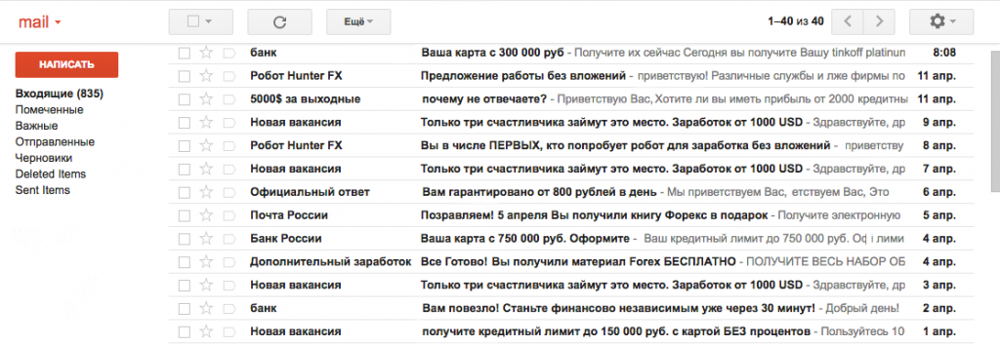 mail
Ещё
1–40 из 40
НАПИСАТЬ
Входящие (835)
Помеченные
Важные
Отправленные
Черновики
Deleted Items
Sent Items
банк Ваша карта с 300 000 руб - Получите их сейчас Сегодня вы получите Вашу tinkoff platinum 8:08
Робот Hunter FX Предложение работы без вложений - приветствую! Различные службы и лже фирмы по 11 апр.
5000$ за выходные почему не отвечаете? - Приветствую Вас,Хотите ли вы иметь прибыль от 2000 кредитны 11 апр.
Новая вакансия Только три счастливчика займут это место. Заработок от 1000 USD - Здравствуйте, др 9 апр.
Робот Hunter FX Вы в числе ПЕРВЫХ, кто попробует робот для заработка без вложений - приветству 8 апр.
Новая вакансия Только три счастливчика займут это место. Заработок от 1000 USD - Здравствуйте, др 7 апр.
Официальный ответ Вам гарантировано от 800 рублей в день - Мы приветствуем Вас, етствуем Вас, Это 6 апр.
Почта России Позравляем! 5 апреля Вы получили книгу Форекс в подарок - Получите электронную 5 апр.
Банк России Ваша карта с 750 000 руб. Оформите - Ваш кредитный лимит до 750 000 руб. лими 4 апр.
Дополнительный заработок Все Готово! Вы получили материал Forex БЕСПЛАТНО - ПОЛУЧИТЕ ВЕСЬ НАБОР ОБ 4 апр.
Новая вакансия Только три счастливчика займут это место. Заработок от 1000 USD - Здравствуйте, др 3 апр.
банк Вам повезло! Станьте финансово независимым уже через 30 минут! - Добрый день! 2 апр.
Новая вакансия получите кредитный лимит до 150 000 руб. с картой БЕЗ процентов - Пользуйтесь 10 1 апр.